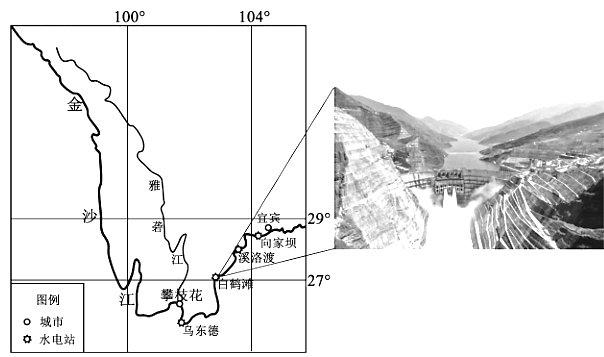 100°
104°
金
雅
沙
砻
宜宾
29°
向家坝
江
溪洛渡
27°
白鹤滩
江
攀枝花
图例
城市
水电站
乌东德